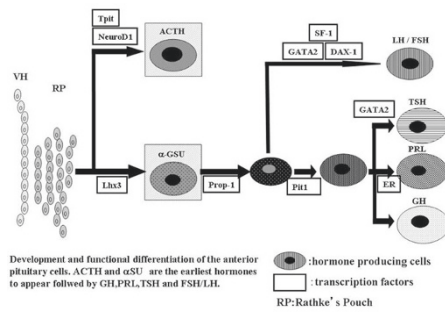 Tpit
NeuroD1
ACTH
SF-1
GATA2 DAX-1
LH / FSH
VH
RP
TSH
GATA2
α-GSU
PRL
Lhx3
Prop-1
Pit1
ER
GH
Development and functional differentiation of the anterior
pituitary cells. ACTH and αSU are the earliest hormones
to appear follwed by GH,PRL,TSH and FSH/LH.
:hormone producing cells
: transcription factors
RP:Rathke's Pouch